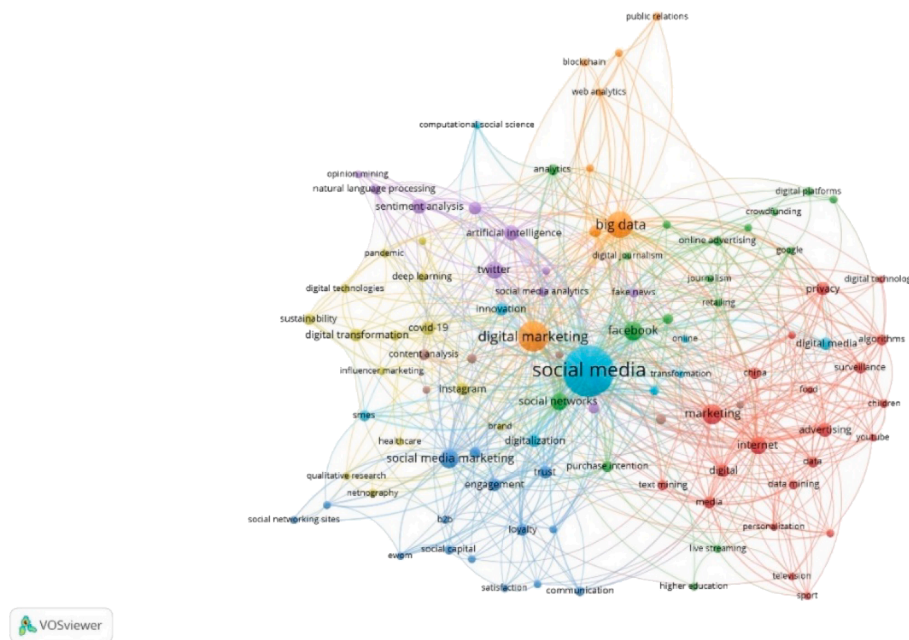 public relations
blockchain
web analytics
computational social science
analytics
opinion mining
natural language processing
digital platforms
sentiment analysis
crowdfunding
big data
artificial intelligence
online advertising
google
pandemic
digital journalism
twitter
deep learning
journalism
digital technolog
digital technologies
social media analytics
fake news
privacy
retailing
innovation
sustainability
covid-19
facebook
digital transformation
digital marketing
online
digital media
algorithms
content analysis
surveillance
influencer marketing
social media
transformation
china
instagram
food
social networks
children
smes
marketing
brand
advertising
youtube
healthcare
digitalization
internet
social media marketing
data
purchase intention
trust
digital
qualitative research
engagement
text mining
data mining
netnography
media
social networking sites
b2b
loyalty
personalization
ewom
social capital
live streaming
satisfaction
communication
higher education
television
sport
VOSviewer